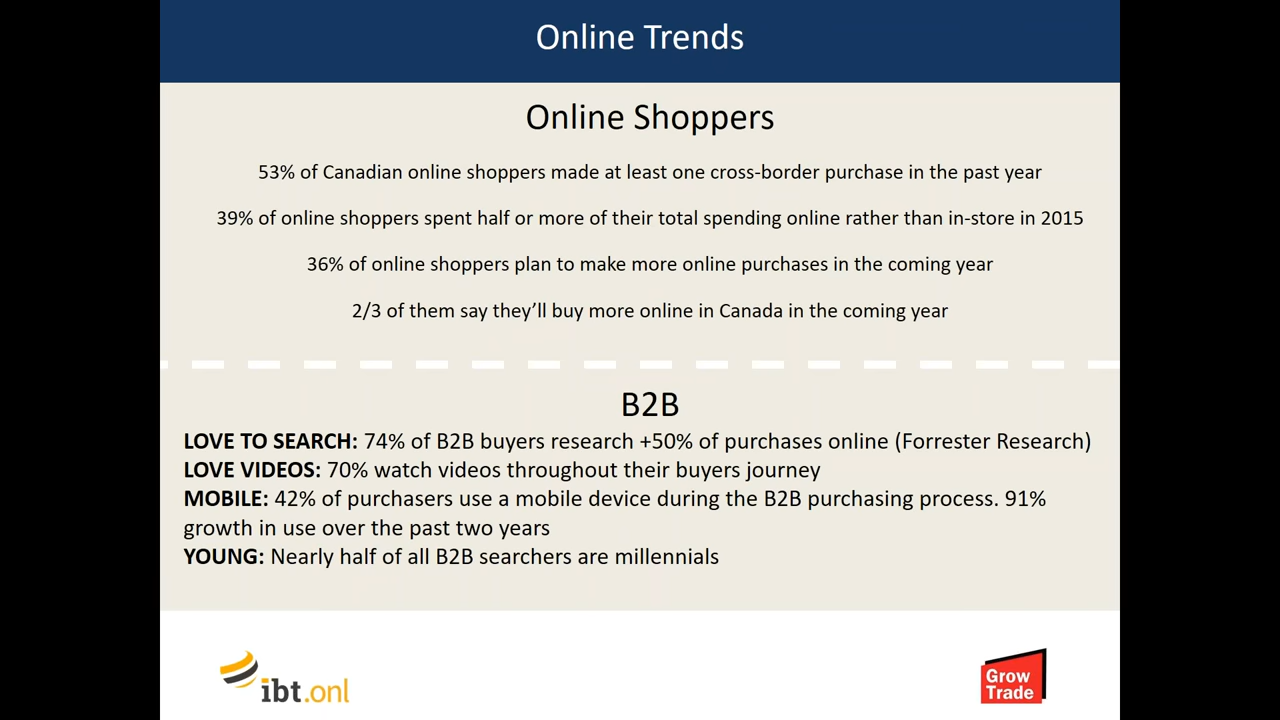 Online Trends
Online Shoppers
53% of Canadian online shoppers made at least one cross-border purchase in the past year
39% of online shoppers spent half or more of their total spending online rather than in-store in 2015
36% of online shoppers plan to make more online purchases in the coming year
2/3 of them say they’ll buy more online in Canada in the coming year
B2B
LOVE TO SEARCH: 74% of B2B buyers research +50% of purchases online (Forrester Research)
LOVE VIDEOS: 70% watch videos throughout their buyers journey
MOBILE: 42% of purchasers use a mobile device during the B2B purchasing process. 91%
growth in use over the past two years
YOUNG: Nearly half of all B2B searchers are millennials
ibt.onl
Grow
Trade